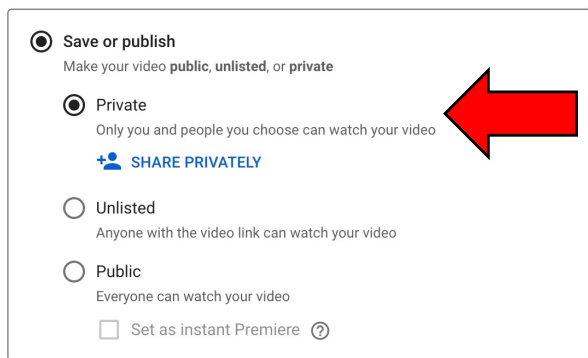 Save or publish
Make your video public, unlisted, or private
Private
Only you and people you choose can watch your video
SHARE PRIVATELY
Unlisted
Anyone with the video link can watch your video
Public
Everyone can watch your video
Set as instant Premiere ?